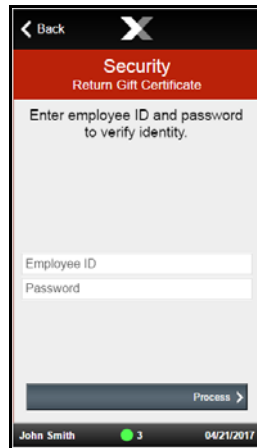 Back
Security
Return Gift Certificate
Enter employee ID and password
to verify identity.
Employee ID
Password
Process
John Smith 3 04/21/2017